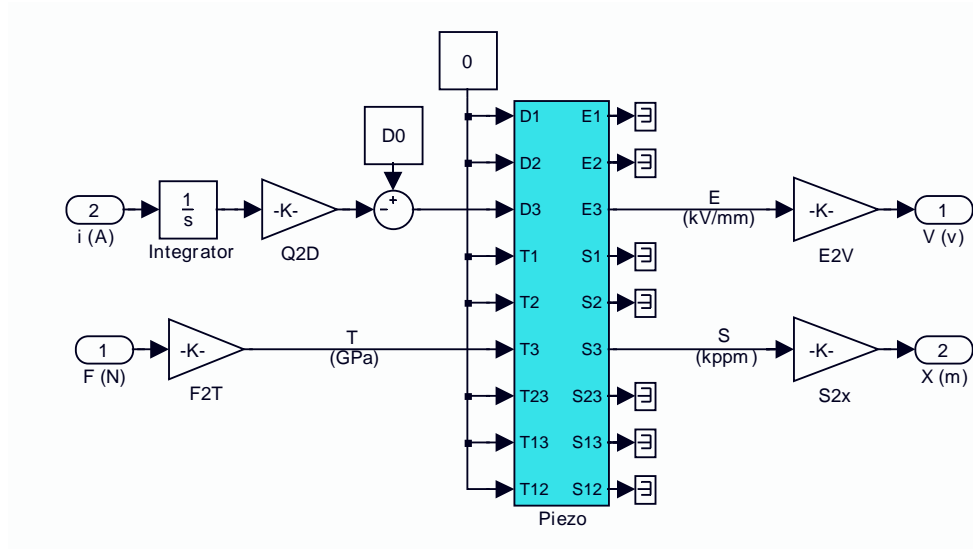 0
D0
D1 E1
D2 E2
2
i (A)
1
s
Integrator
-K-
Q2D
+
−
D3 E3
E
(kV/mm)
-K-
E2V
1
V (v)
T1 S1
T2 S2
1
F (N)
-K-
F2T
T
(GPa)
T3 S3
S
(kppm)
-K-
S2x
2
X (m)
T23 S23
T13 S13
T12 S12
Piezo